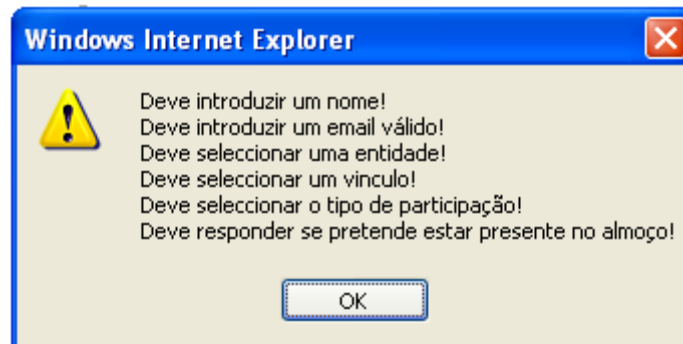 Windows Internet Explorer
Deve introduzir um nome!
Deve introduzir um email válido!
Deve seleccionar uma entidade!
Deve seleccionar um vinculo!
Deve seleccionar o tipo de participação!
Deve responder se pretende estar presente no almoço!
OK